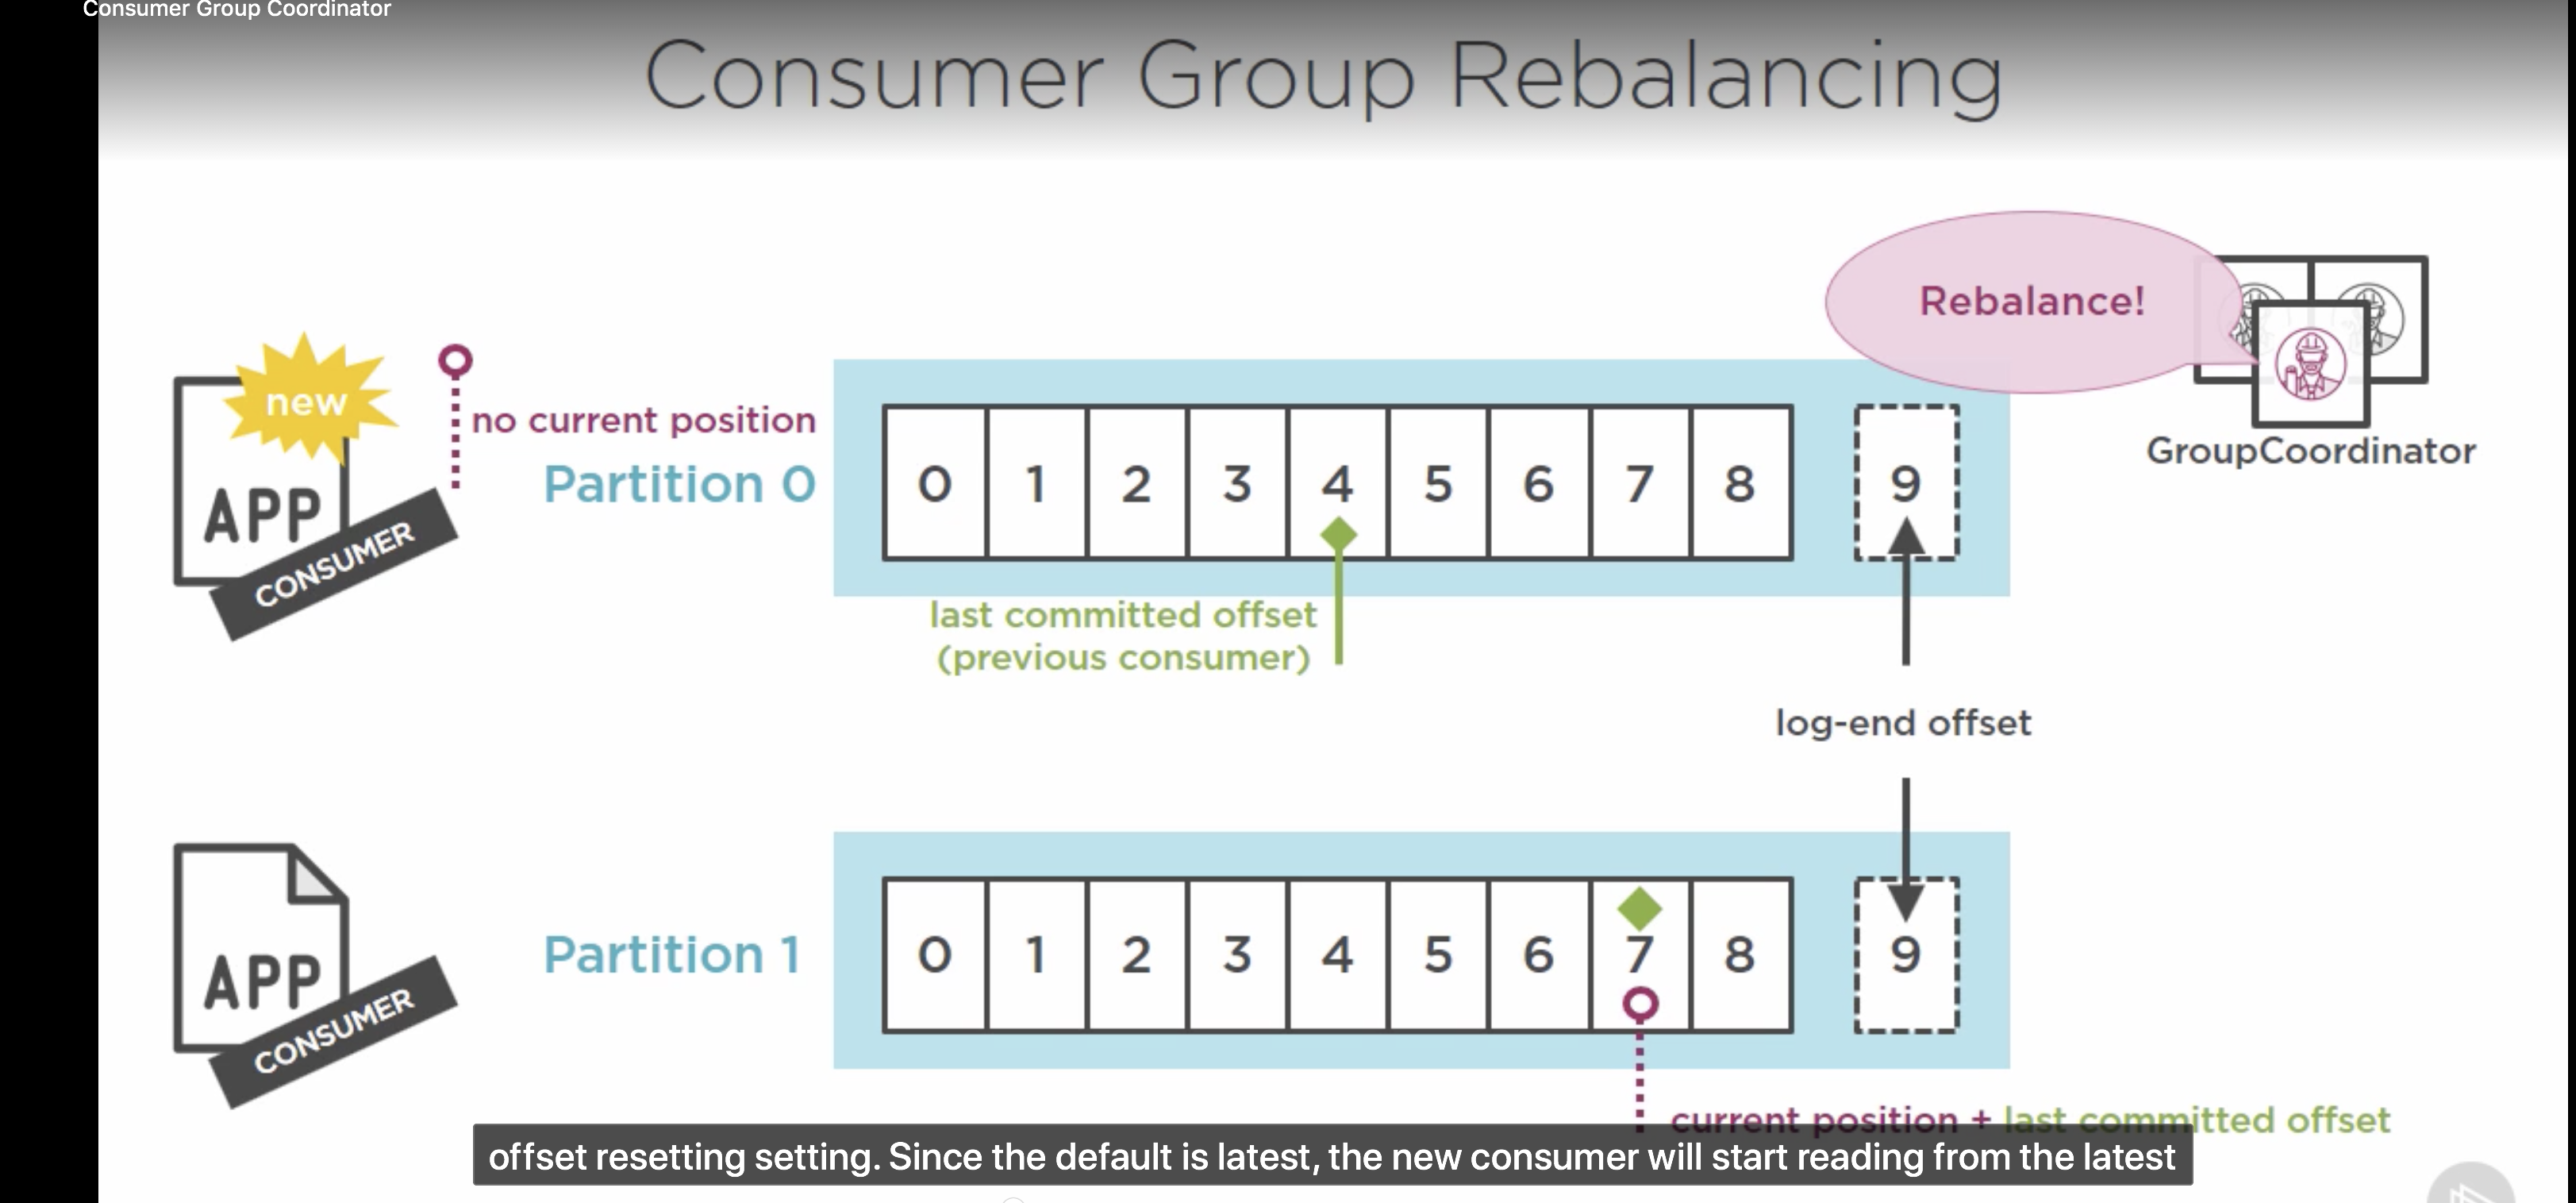 Consumer Group Coordinator
Consumer Group Rebalancing
Rebalance!
new
no current position
APP
CONSUMER
Partition 0
0 1 2 3 4 5 6 7 8 9
GroupCoordinator
last committed offset
(previous consumer)
log-end offset
APP
CONSUMER
Partition 1
0 1 2 3 4 5 6 7 8 9
current position + last committed offset
offset resetting setting. Since the default is latest, the new consumer will start reading from the latest